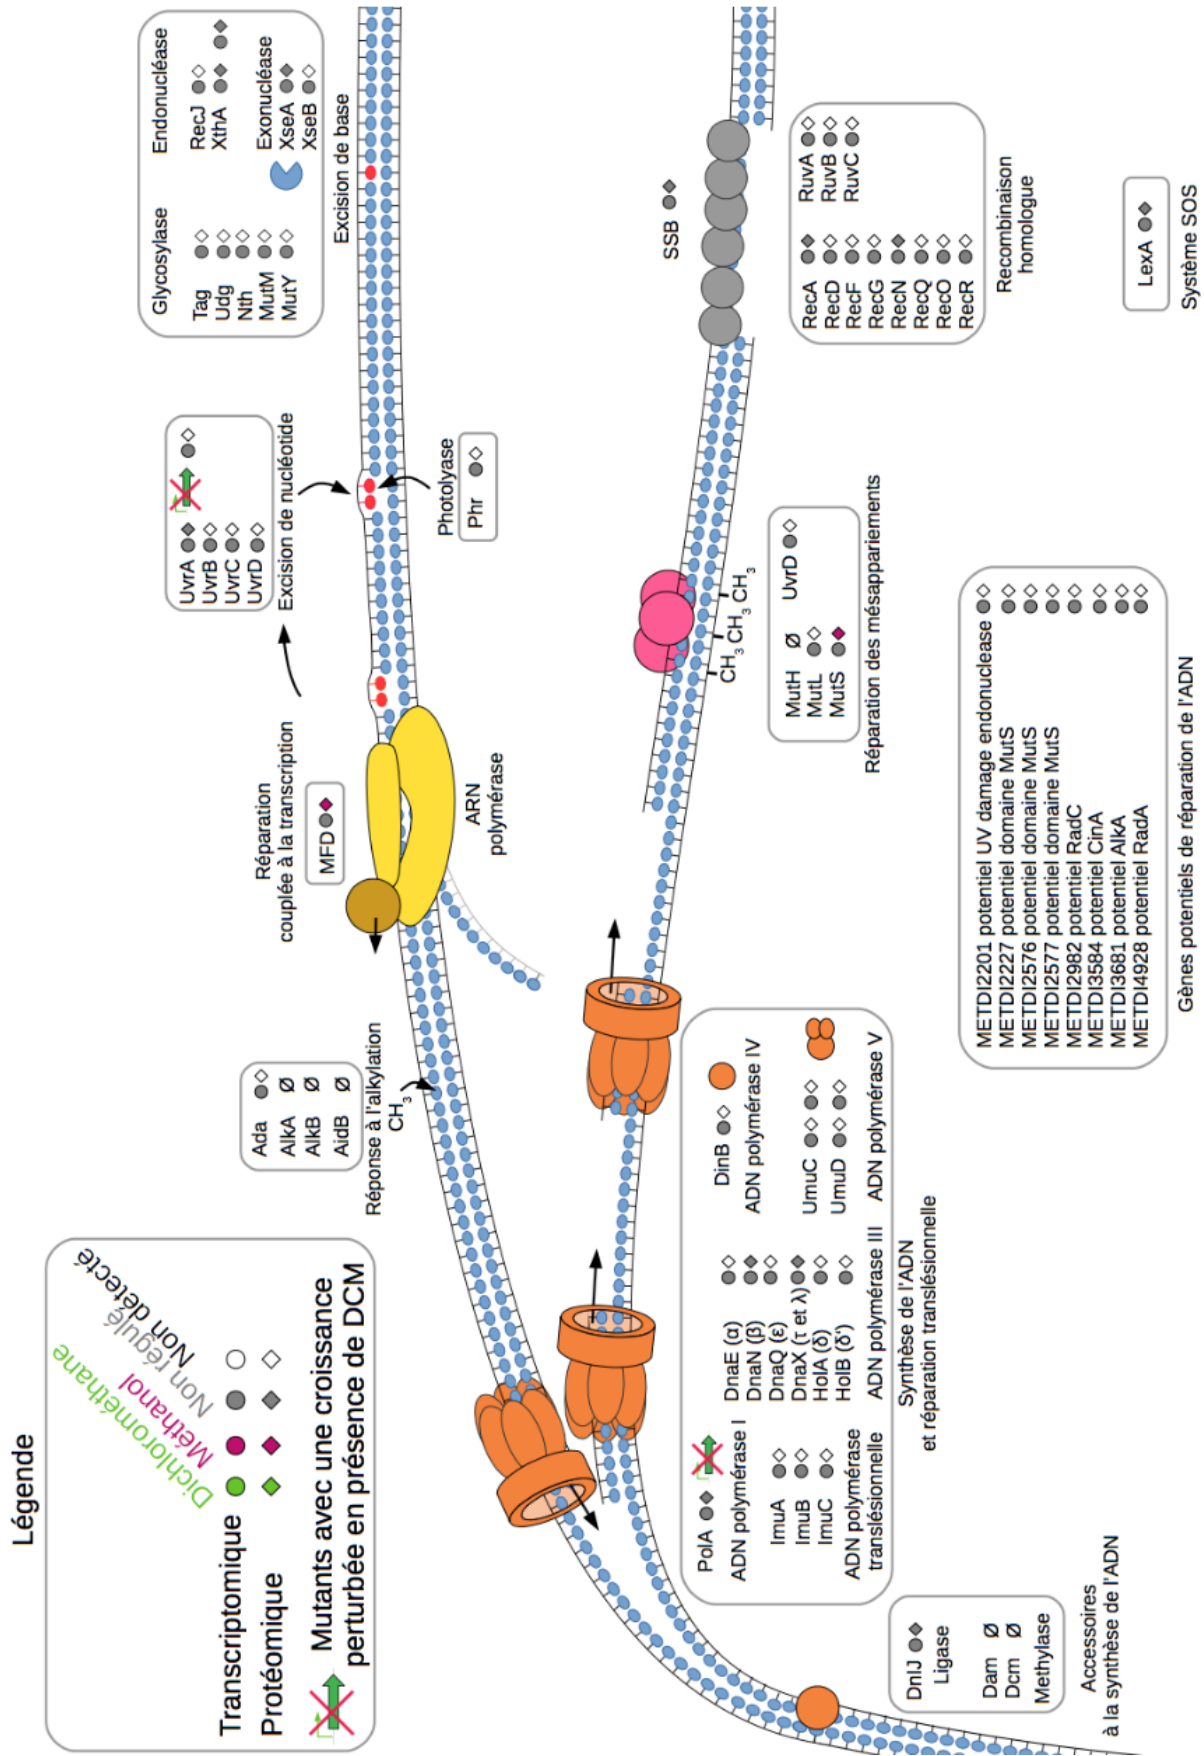 Légende
Dichlorométhane
Méthanol
Non régulé
Non détecté
Transcriptomique
Protéomique
Mutants avec une croissance
perturbée en présence de DCM
Ada
AlkA Ø
AlkB Ø
AidB Ø
Réponse à l'alkylation
CH3
Réparation
couplée à la transcription
MFD
ARN
polymérase
UvrA
UvrB
UvrC
UvrD
Excision de nucléotide
Photolyase
Phr
Glycosylase
Tag
Udg
Nth
MutM
MutY
Endonucléase
RecJ
XthA
Exonucléase
XseA
XseB
Excision de base
DnlJ
Ligase
Dam Ø
Dcm Ø
Methylase
Accessoires
à la synthèse de l'ADN
PolA
ADN polymérase I
ImuA
ImuB
ImuC
ADN polymérase
translésionnelle
DnaE (α)
DnaN (β)
DnaQ (ε)
DnaX (τ et λ)
HolA (δ)
HolB (δ')
ADN polymérase III
DinB
ADN polymérase IV
UmuC
UmuD
ADN polymérase V
Synthèse de l'ADN
et réparation translésionnelle
CH3 CH3 CH3
MutH Ø
MutL
MutS
UvrD
Réparation des mésappariements
SSB
RecA
RecD
RecF
RecG
RecN
RecQ
RecO
RecR
RuvA
RuvB
RuvC
Recombinaison
homologue
METDI2201 potentiel UV damage endonuclease
METDI2227 potentiel domaine MutS
METDI2576 potentiel domaine MutS
METDI2577 potentiel domaine MutS
METDI2982 potentiel RadC
METDI3584 potentiel CinA
METDI3681 potentiel AlkA
METDI4928 potentiel RadA
Gènes potentiels de réparation de l'ADN
LexA
Système SOS